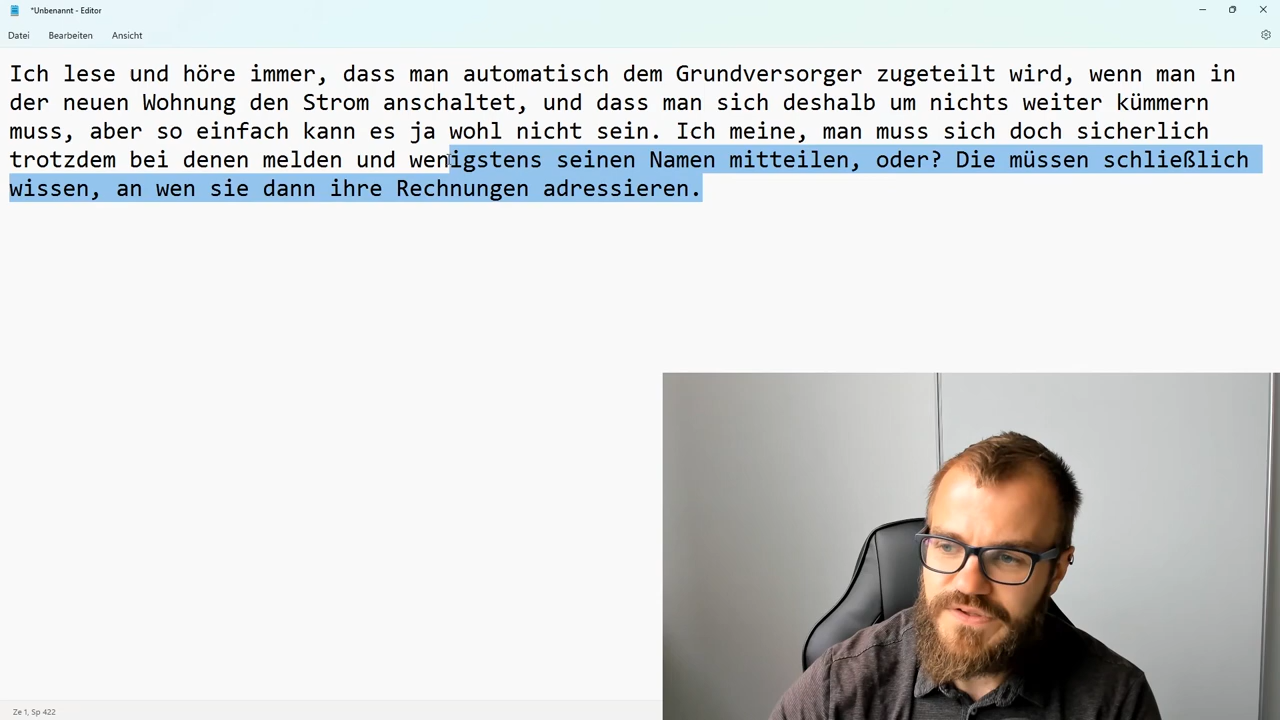 *Unbenannt - Editor
Datei Bearbeiten Ansicht
Ich lese und höre immer, dass man automatisch dem Grundversorger zugeteilt wird, wenn man in
der neuen Wohnung den Strom anschaltet, und dass man sich deshalb um nichts weiter kümmern
muss, aber so einfach kann es ja wohl nicht sein. Ich meine, man muss sich doch sicherlich
trotzdem bei denen melden und wenigstens seinen Namen mitteilen, oder? Die müssen schließlich
wissen, an wen sie dann ihre Rechnungen adressieren.
Ze 1, Sp 422